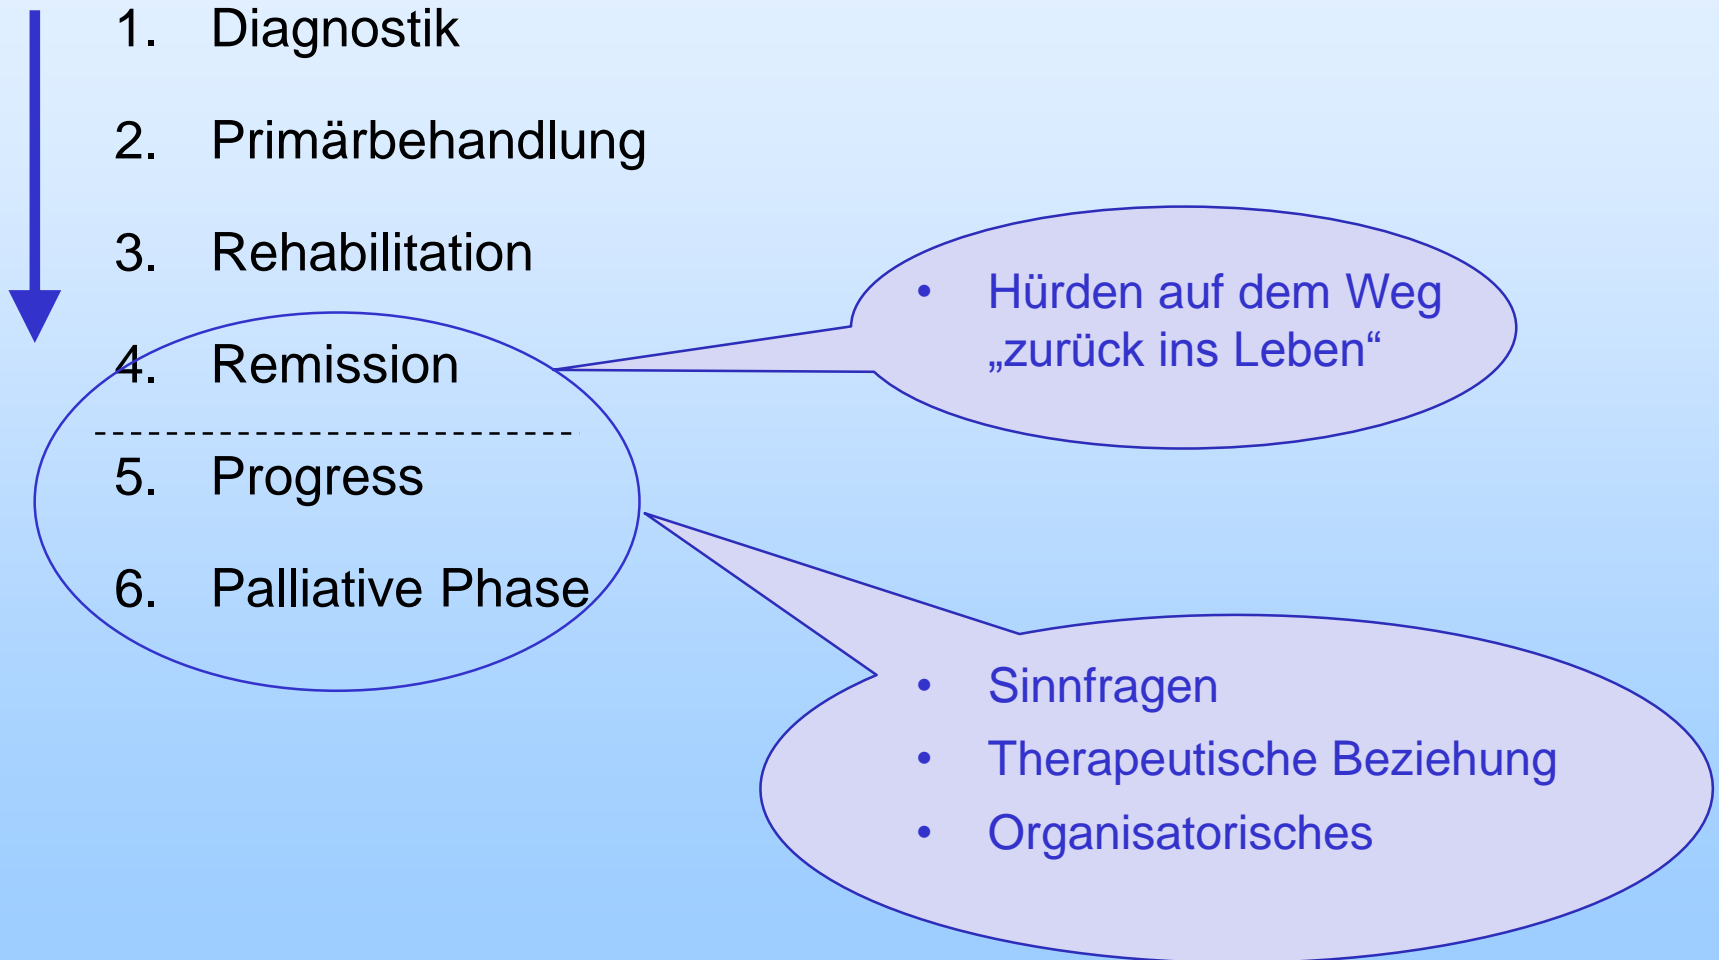 1. Diagnostik
2. Primärbehandlung
3. Rehabilitation
4. Remission
5. Progress
6. Palliative Phase
• Hürden auf dem Weg
„zurück ins Leben“
• Sinnfragen
• Therapeutische Beziehung
• Organisatorisches